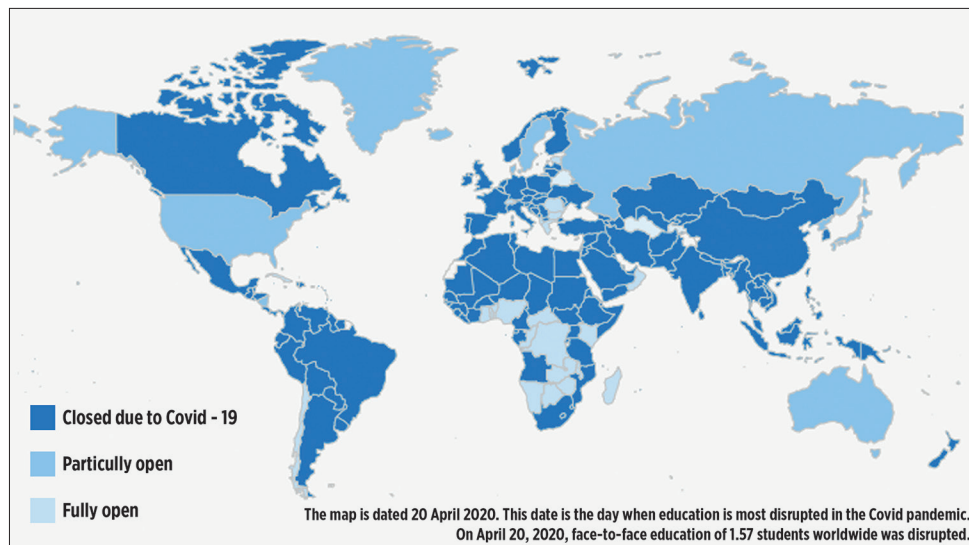 Closed due to Covid - 19
Particully open
Fully open
The map is dated 20 April 2020. This date is the day when education is most disrupted in the Covid pandemic.
On April 20, 2020, face-to-face education of 1.57 students worldwide was disrupted.